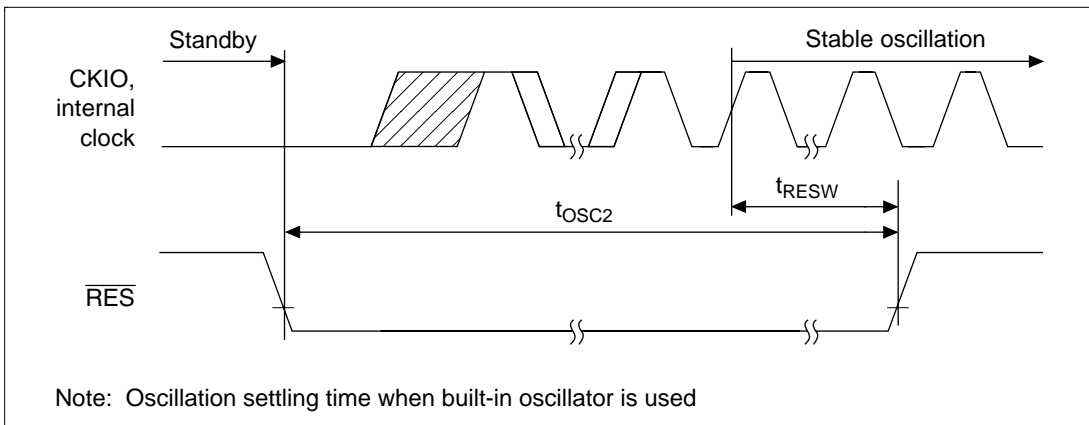 Standby
Stable oscillation
CKIO,
internal
clock
tRESW
tOSC2
RES
Note: Oscillation settling time when built-in oscillator is used